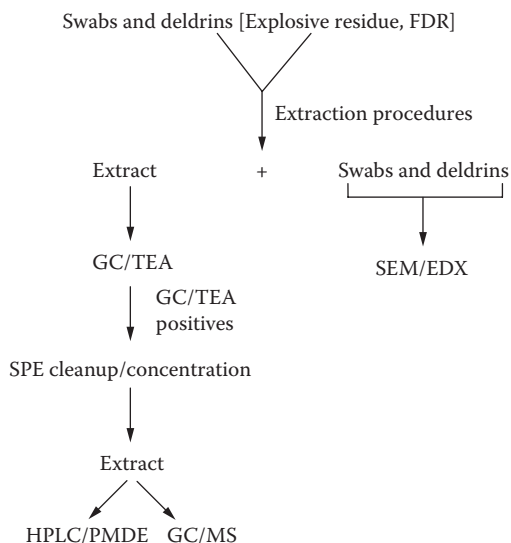 Swabs and deldrins [Explosive residue, FDR]
Extraction procedures
Extract + Swabs and deldrins
GC/TEA SEM/EDX
GC/TEA
positives
SPE cleanup/concentration
Extract
HPLC/PMDE GC/MS